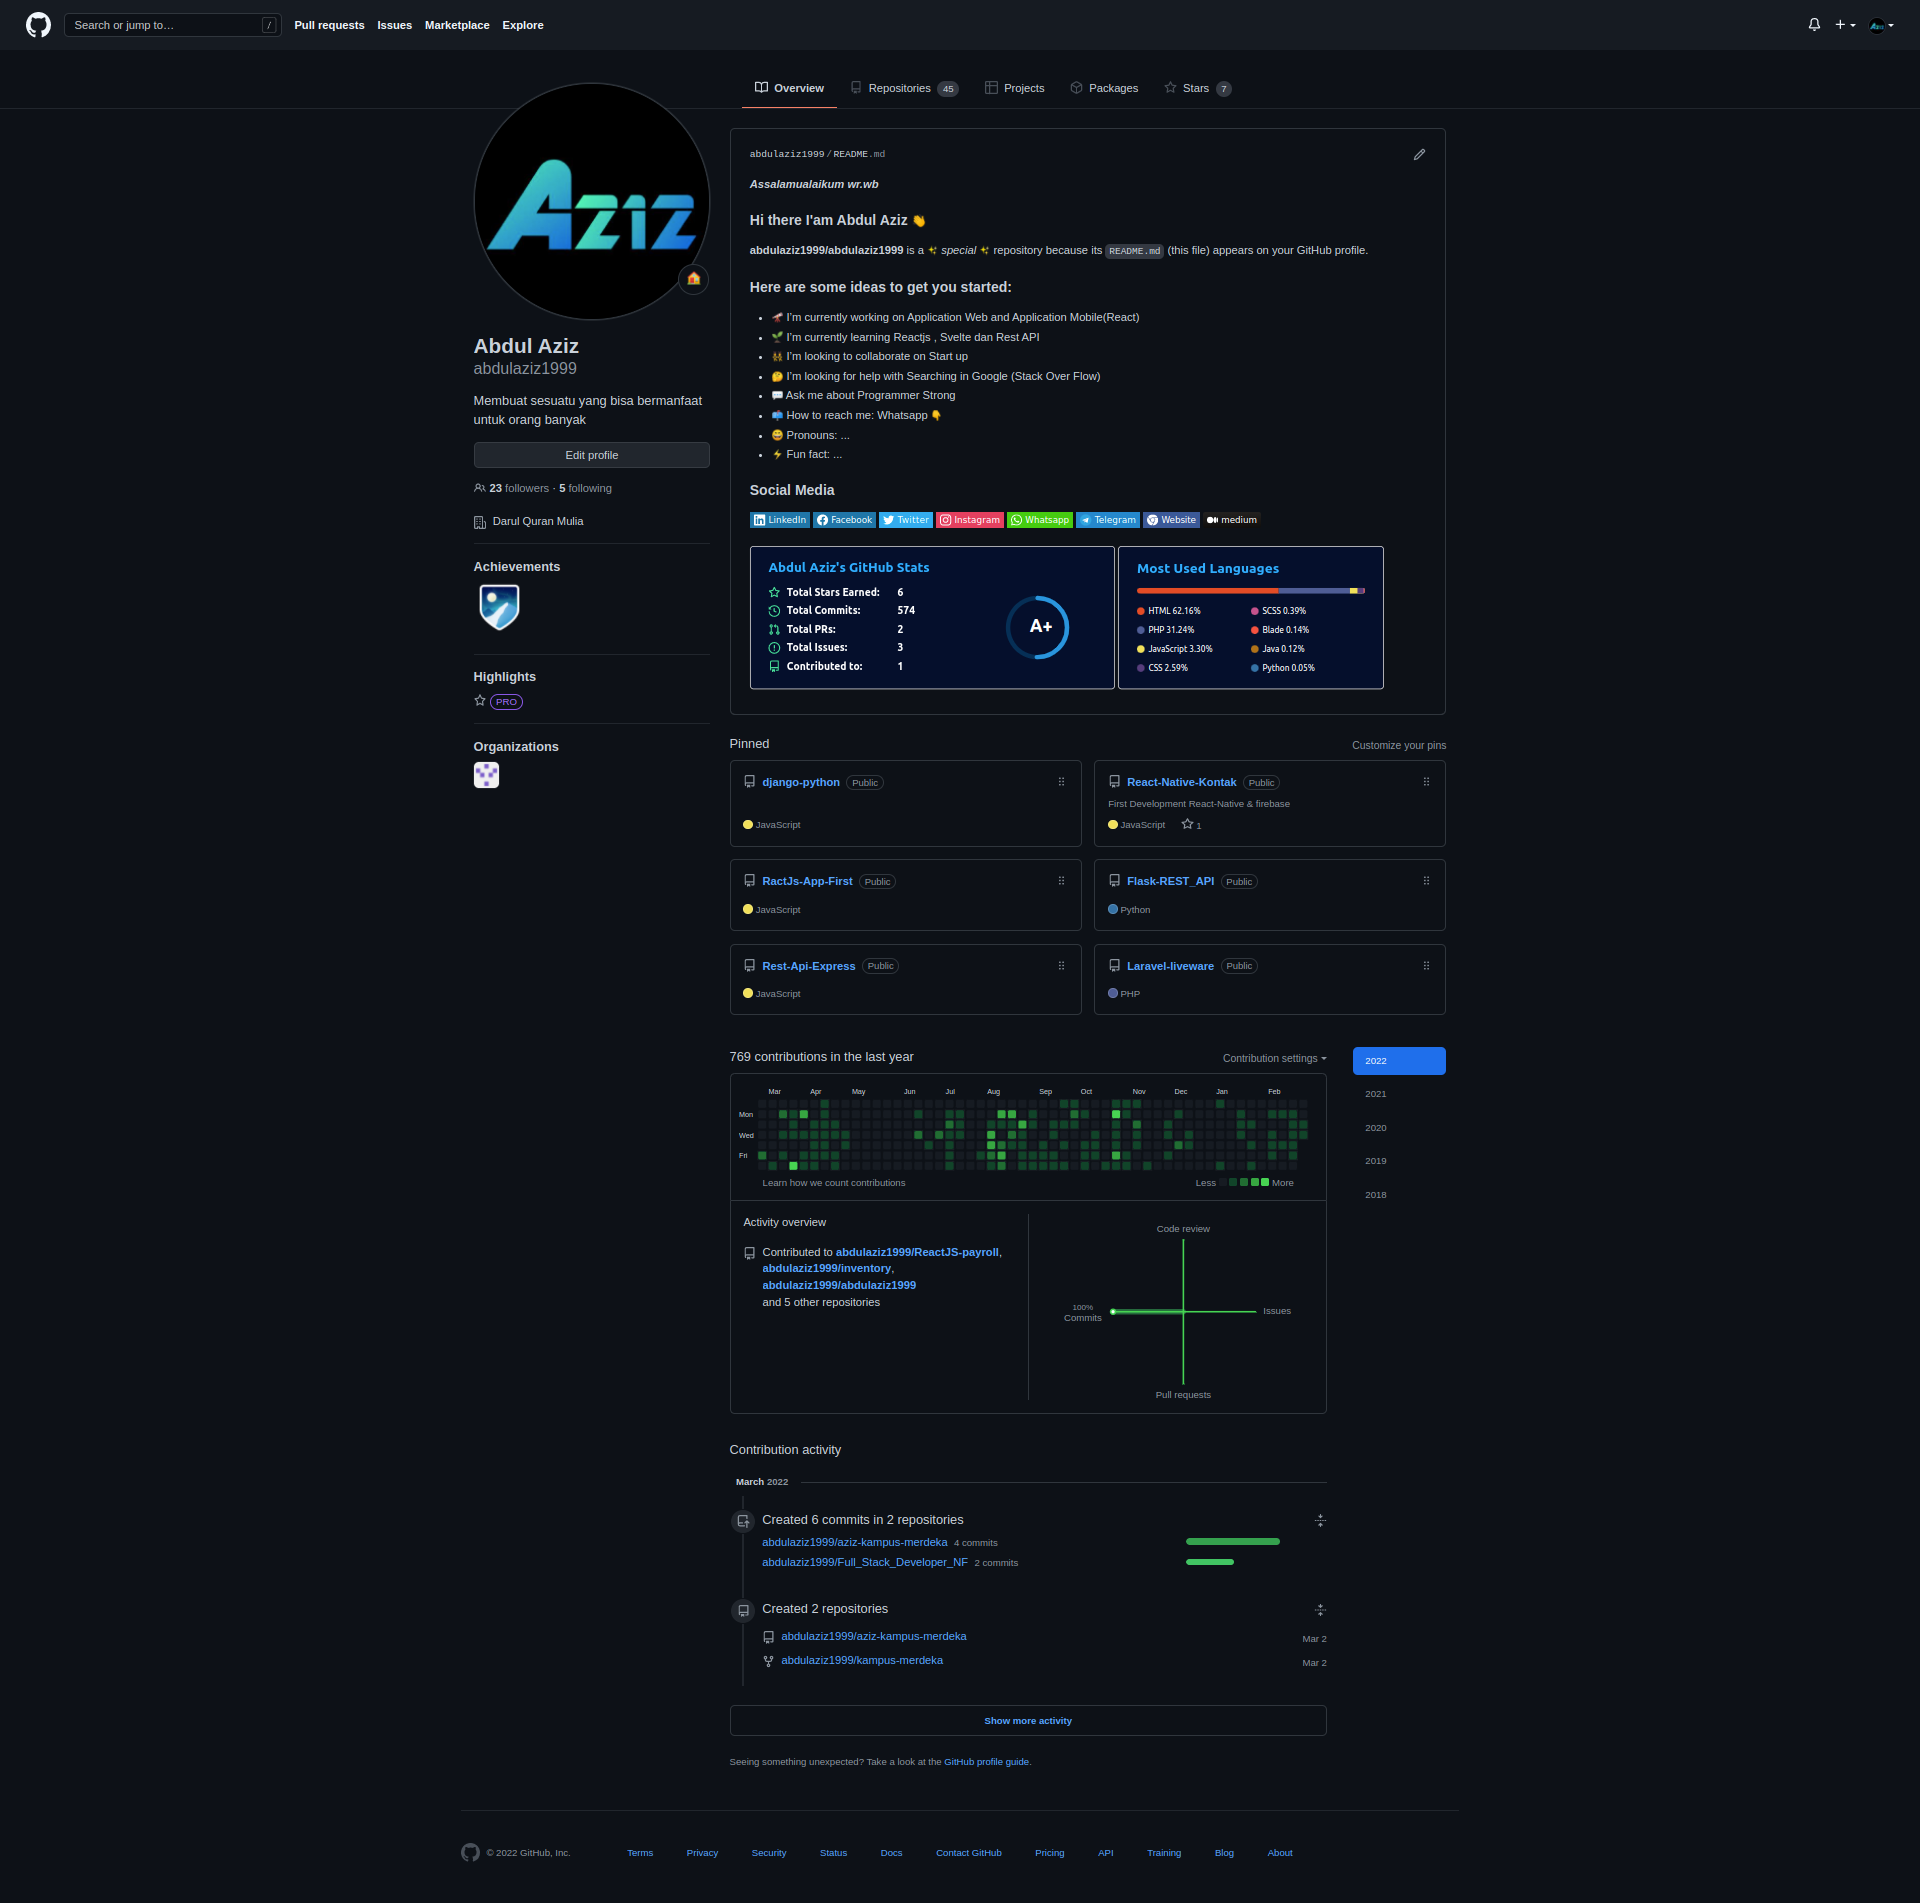 Search or jump to…
/
Pull requests Issues Marketplace Explore
Overview
Repositories 45
Projects
Packages
Stars 7
AZIZ
Abdul Aziz
abdulaziz1999
Membuat sesuatu yang bisa bermanfaat
untuk orang banyak
Edit profile
23 followers · 5 following
Darul Quran Mulia
Achievements
Highlights
PRO
Organizations
abdulaziz1999/README.md
Assalamualaikum wr.wb
Hi there I'am Abdul Aziz 👏
abdulaziz1999/abdulaziz1999 is a ✨ special ✨ repository because its README.md (this file) appears on your GitHub profile.
Here are some ideas to get you started:
I'm currently working on Application Web and Application Mobile(React)
I'm currently learning Reactjs , Svelte dan Rest API
I'm looking to collaborate on Start up
I'm looking for help with Searching in Google (Stack Over Flow)
Ask me about Programmer Strong
How to reach me: Whatsapp 👇
Pronouns: ...
Fun fact: ...
Social Media
LinkedIn Facebook Twitter Instagram Whatsapp Telegram Website medium
Abdul Aziz's GitHub Stats
Total Stars Earned: 6
Total Commits: 574
Total PRs: 2
Total Issues: 3
Contributed to: 1
A+
Most Used Languages
HTML 62.16%
SCSS 0.39%
PHP 31.24%
Blade 0.14%
JavaScript 3.30%
Java 0.12%
CSS 2.59%
Python 0.05%
Pinned
Customize your pins
django-python Public
JavaScript
React-Native-Kontak Public
First Development React-Native & firebase
JavaScript 1
RactJs-App-First Public
JavaScript
Flask-REST_API Public
Python
Rest-Api-Express Public
JavaScript
Laravel-liveware Public
PHP
769 contributions in the last year
Contribution settings
2022
2021
2020
2019
2018
Mar Apr May Jun Jul Aug Sep Oct Nov Dec Jan Feb
Mon
Wed
Fri
Learn how we count contributions
Less More
Activity overview
Contributed to abdulaziz1999/ReactJS-payroll,
abdulaziz1999/inventory,
abdulaziz1999/abdulaziz1999
and 5 other repositories
Code review
100%
Commits
Issues
Pull requests
Contribution activity
March 2022
Created 6 commits in 2 repositories
abdulaziz1999/aziz-kampus-merdeka 4 commits
abdulaziz1999/Full_Stack_Developer_NF 2 commits
Created 2 repositories
abdulaziz1999/aziz-kampus-merdeka Mar 2
abdulaziz1999/kampus-merdeka Mar 2
Show more activity
Seeing something unexpected? Take a look at the GitHub profile guide.
© 2022 GitHub, Inc.
Terms Privacy Security Status Docs Contact GitHub Pricing API Training Blog About